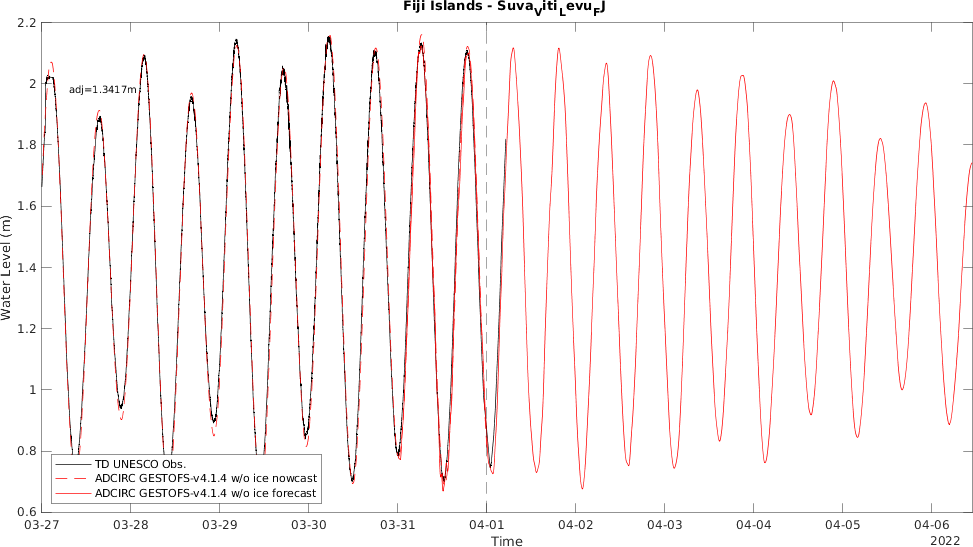 Fiji Islands - Suva_Viti_Levu_FJ
2.2
2
1.8
1.6
1.4
1.2
1
0.8
0.6
Water Level (m)
adj=1.3417m
TD UNESCO Obs.
ADCIRC GESTOFS-v4.1.4 w/o ice nowcast
ADCIRC GESTOFS-v4.1.4 w/o ice forecast
03-27 03-28 03-29 03-30 03-31 04-01 04-02 04-03 04-04 04-05 04-06
Time
2022